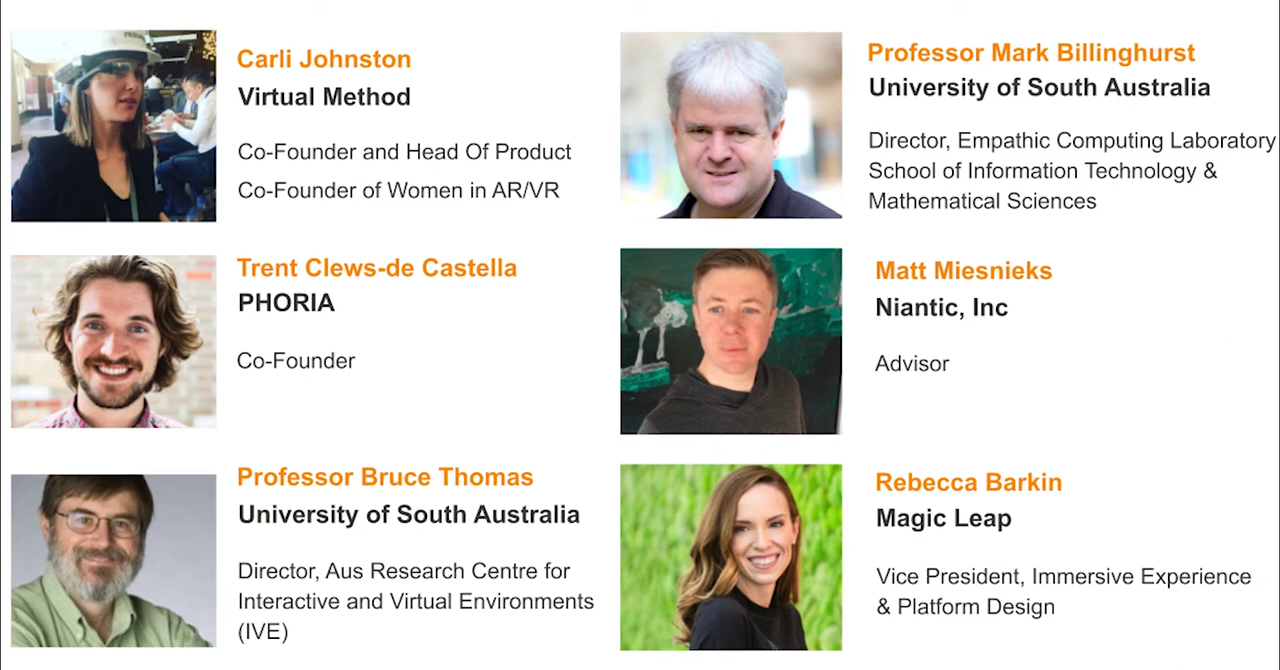 Carli Johnston
Virtual Method
Co-Founder and Head Of Product
Co-Founder of Women in AR/VR
Professor Mark Billinghurst
University of South Australia
Director, Empathic Computing Laboratory
School of Information Technology &
Mathematical Sciences
Trent Clews-de Castella
PHORIA
Co-Founder
Matt Miesnieks
Niantic, Inc
Advisor
Professor Bruce Thomas
University of South Australia
Director, Aus Research Centre for
Interactive and Virtual Environments
(IVE)
Rebecca Barkin
Magic Leap
Vice President, Immersive Experience
& Platform Design